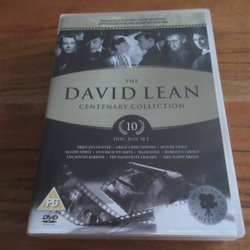 THE
DAVID LEAN
CENTENARY COLLECTION
10
DISC BOX SET
BRIEF ENCOUNTER · GREAT EXPECTATIONS · OLIVER TWIST
BLITHE SPIRIT · IN WHICH WE SERVE · MADELEINE · HOBSON'S CHOICE
THE SOUND BARRIER · THE PASSIONATE FRIENDS · THIS HAPPY BREED
PG
DVD
EDITION